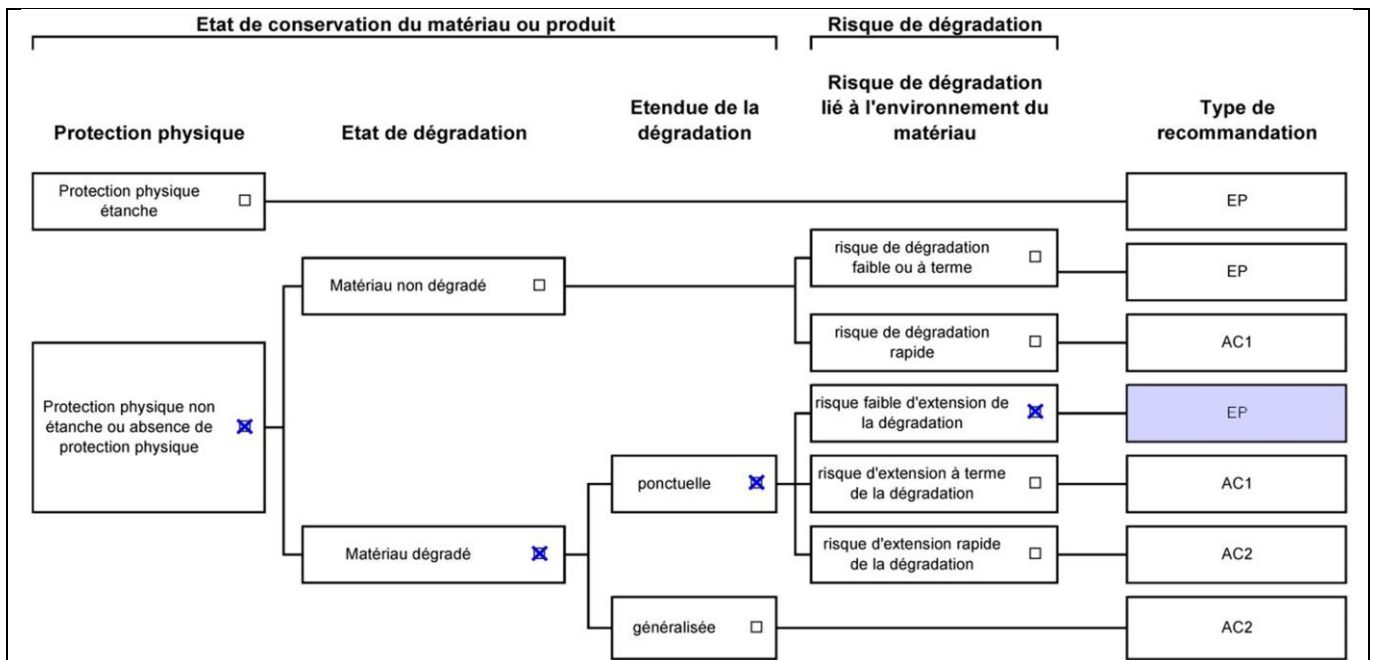 Etat de conservation du matériau ou produit
Risque de dégradation
Protection physique
Etat de dégradation
Etendue de la
dégradation
Risque de dégradation
lié à l'environnement du
matériau
Type de
recommandation
Protection physique
étanche
EP
risque de dégradation
faible ou à terme
EP
Matériau non dégradé
risque de dégradation
rapide
AC1
Protection physique non
étanche ou absence de
protection physique
risque faible d'extension de
la dégradation
EP
ponctuelle
risque d'extension à terme
de la dégradation
AC1
Matériau dégradé
risque d'extension rapide
de la dégradation
AC2
généralisée
AC2